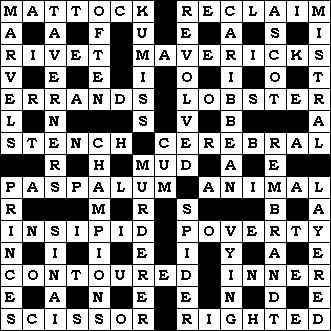 MATTOCK RECLAIM
A A F U E A S I
RIVET MAVERICKS
V E E I O I O T
ERRANDS LOBSTER
L N S V B A
STENCH CEREBRAL
R H MUD A E
PASPALUM ANIMAL
R M R S B A
INSIPID POVERTY
N I I E I Y A E
CONTOURED INNER
E A N E E N D E
SCISSOR RIGHTED